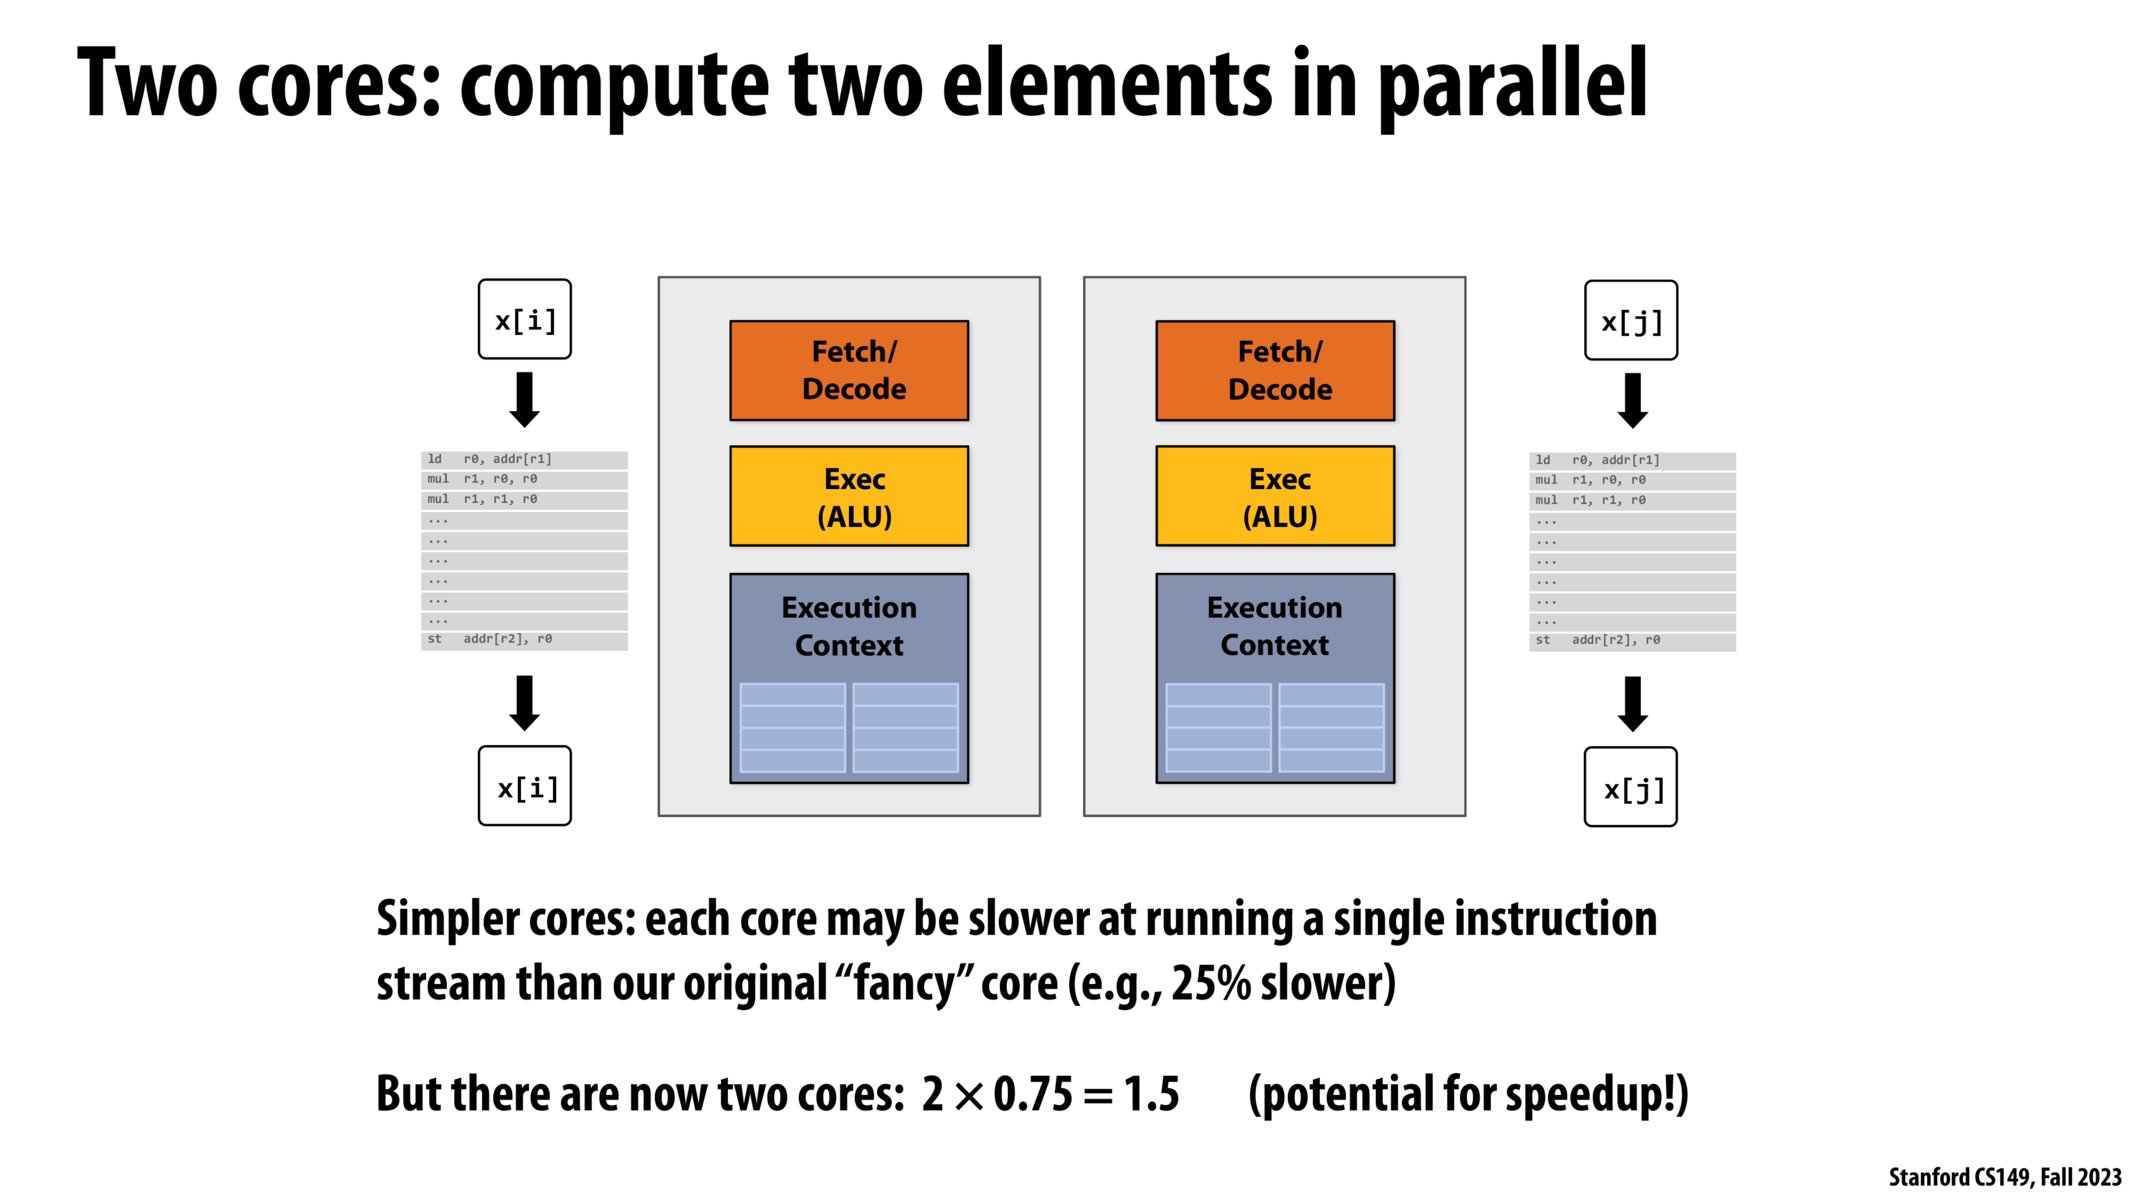 Two cores: compute two elements in parallel
x[i]
ld r0, addr[r1]
mul r1, r0, r0
mul r1, r1, r0
...
...
...
...
...
...
st addr[r2], r0
x[i]
Fetch/
Decode
Exec
(ALU)
Execution
Context
Fetch/
Decode
Exec
(ALU)
Execution
Context
x[j]
ld r0, addr[r1]
mul r1, r0, r0
mul r1, r1, r0
...
...
...
...
...
...
st addr[r2], r0
x[j]
Simpler cores: each core may be slower at running a single instruction
stream than our original “fancy” core (e.g., 25% slower)
But there are now two cores: 2 × 0.75 = 1.5 (potential for speedup!)
Stanford CS149, Fall 2023